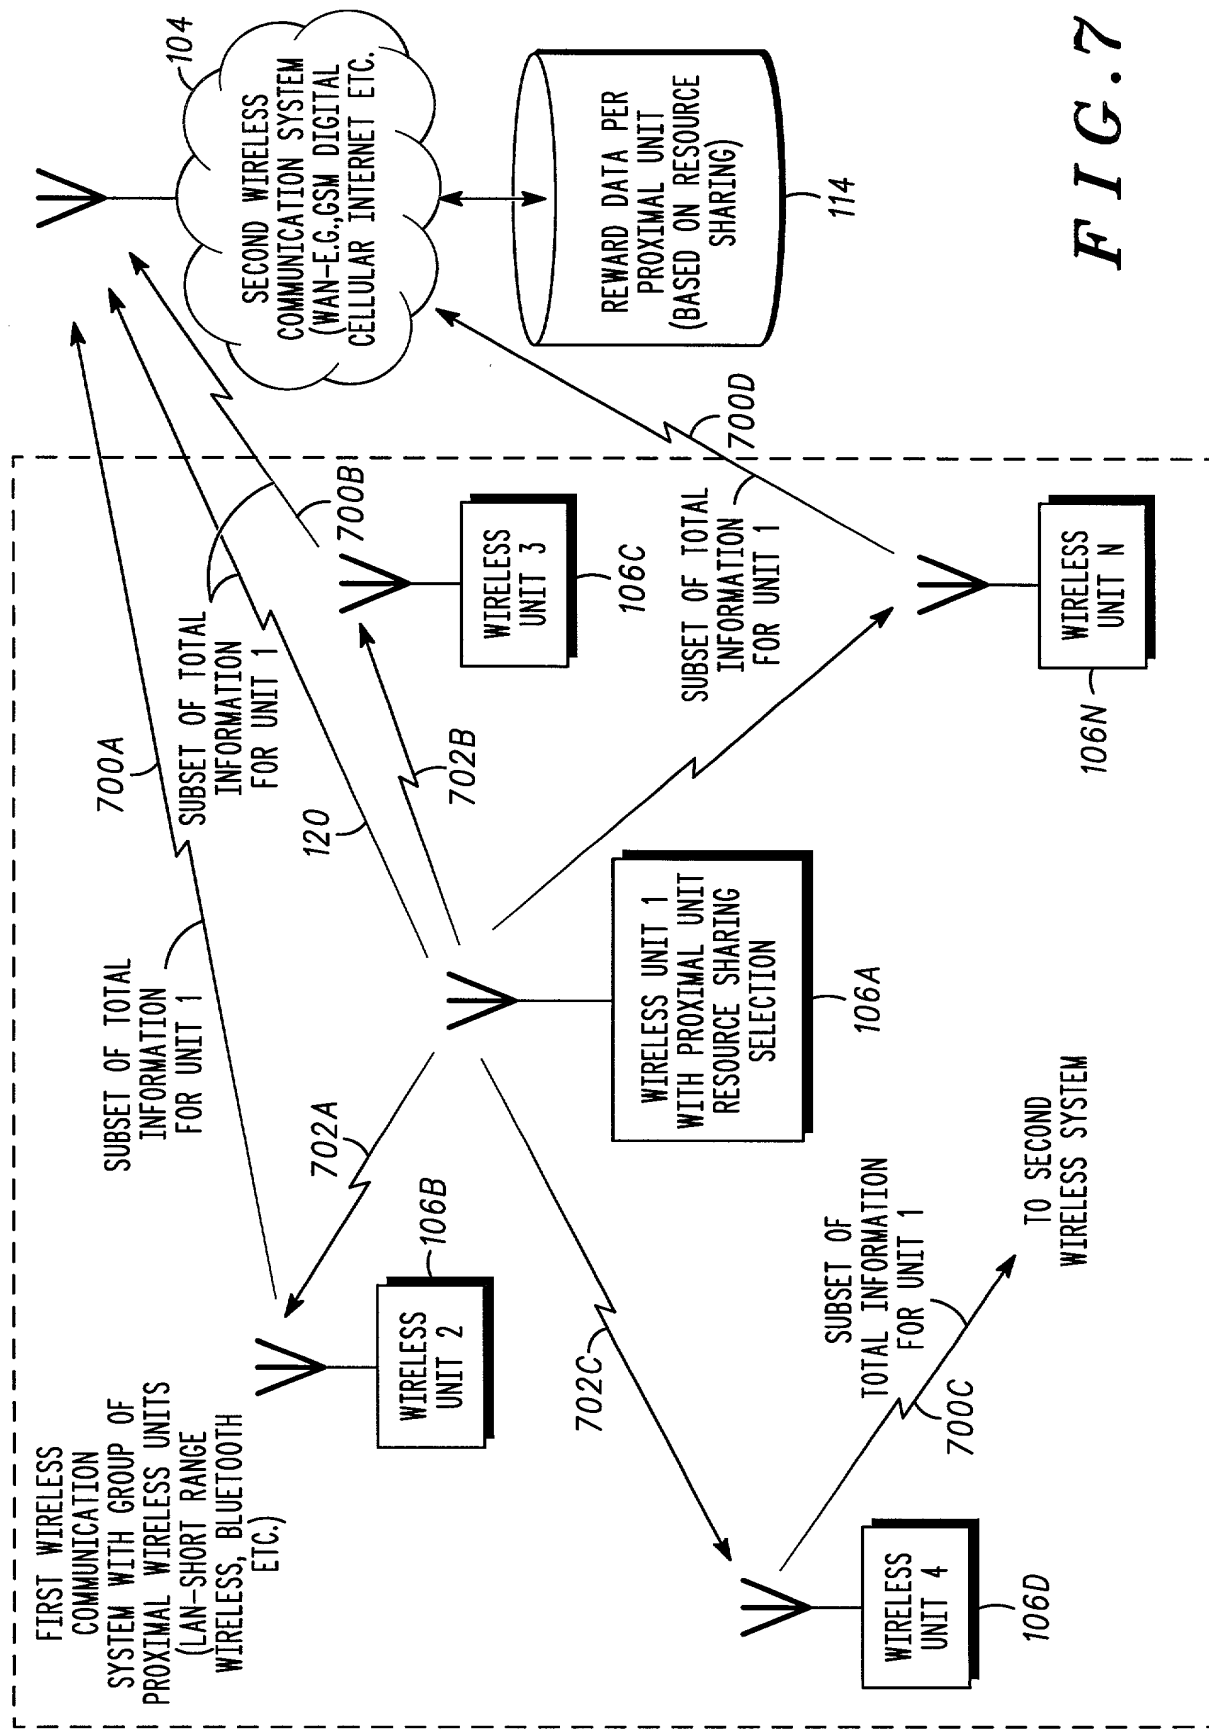 FIRST WIRELESS
COMMUNICATION
SYSTEM WITH GROUP OF
PROXIMAL WIRELESS UNITS
(LAN-SHORT RANGE
WIRELESS, BLUETOOTH
ETC.)
WIRELESS
UNIT 2
106B
SUBSET OF TOTAL
INFORMATION
FOR UNIT 1
700A
702A
SUBSET OF TOTAL
INFORMATION
FOR UNIT 1
120
702B
700B
WIRELESS
UNIT 3
106C
104
SECOND WIRELESS
COMMUNICATION SYSTEM
(WAN-E.G.,GSM DIGITAL
CELLULAR INTERNET ETC.
REWARD DATA PER
PROXIMAL UNIT
(BASED ON RESOURCE
SHARING)
114
702C
WIRELESS UNIT 1
WITH PROXIMAL UNIT
RESOURCE SHARING
SELECTION
106A
SUBSET OF TOTAL
INFORMATION
FOR UNIT 1
700D
WIRELESS
UNIT 4
106D
SUBSET OF
TOTAL INFORMATION
FOR UNIT 1
700C
TO SECOND
WIRELESS SYSTEM
WIRELESS
UNIT N
106N
FIG.7